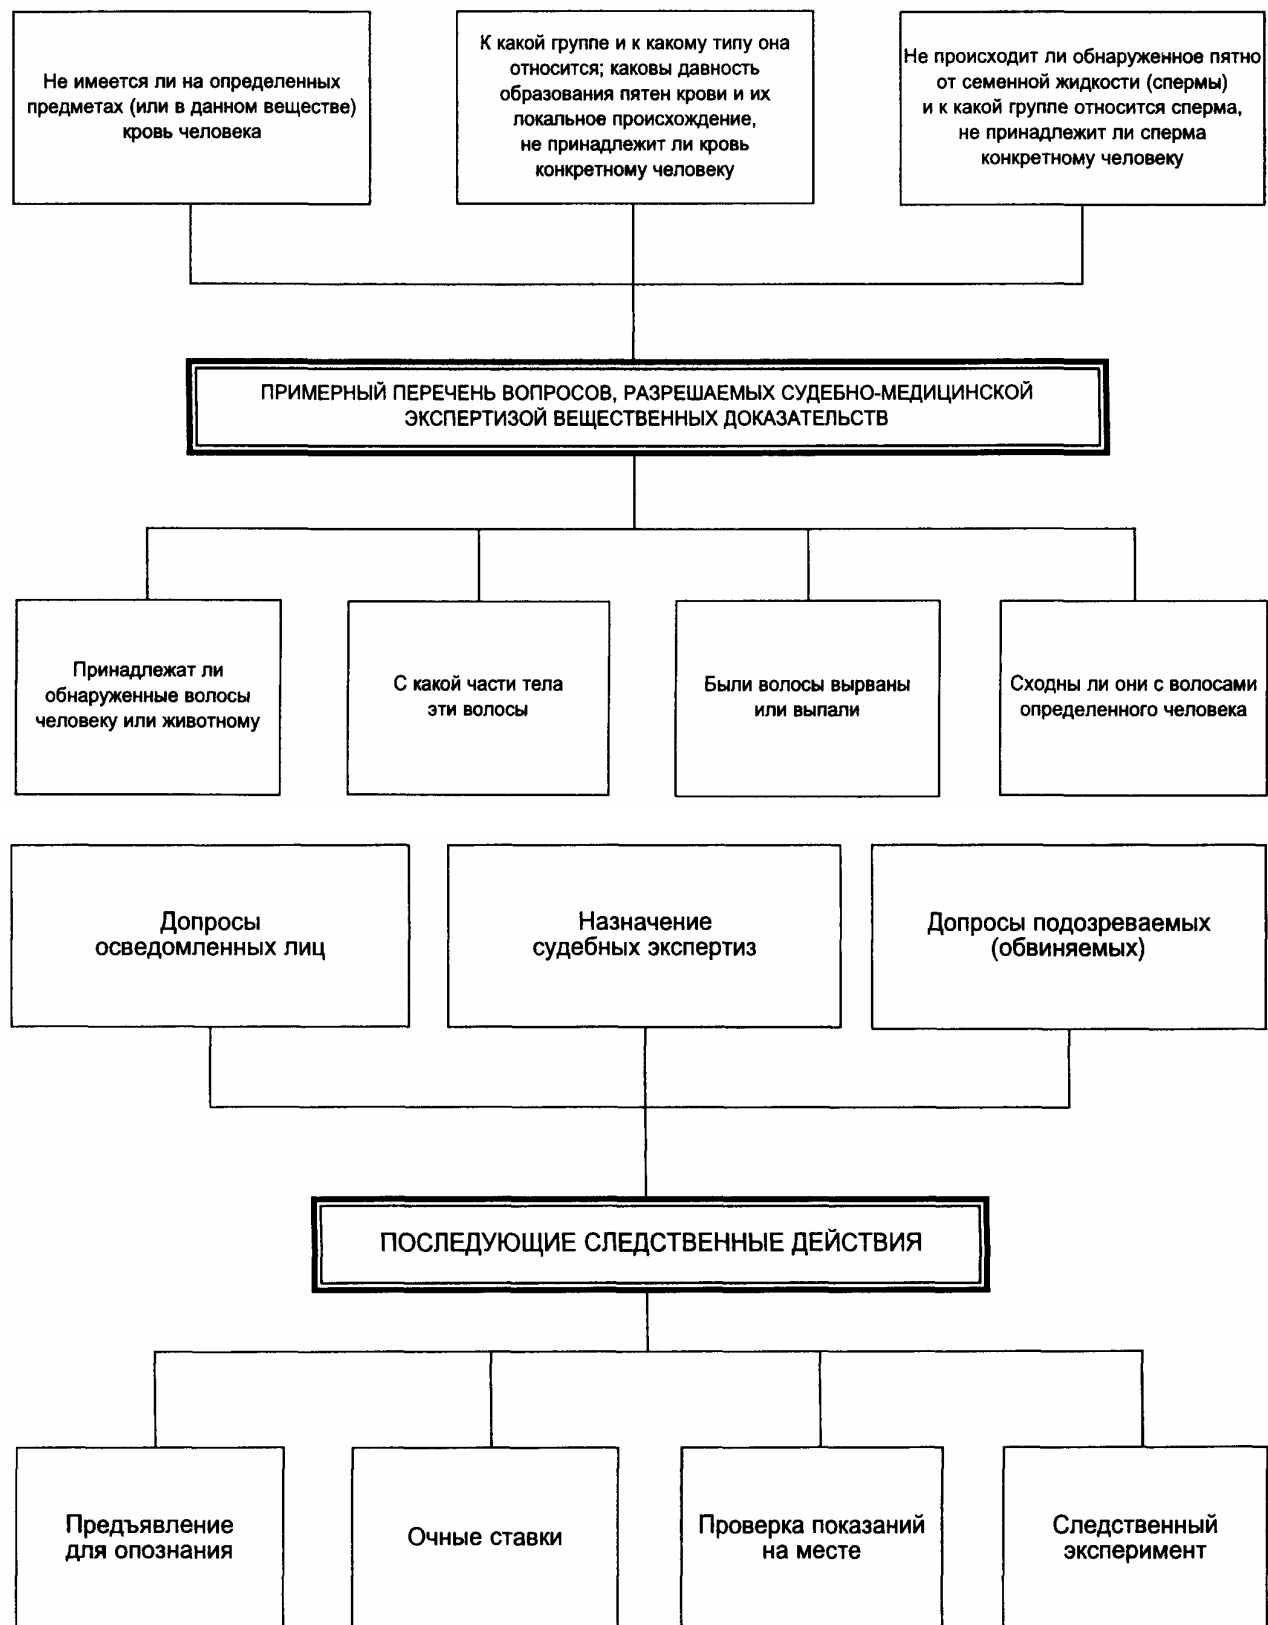 Не имеется ли на определенных
предметах (или в данном веществе)
кровь человека
К какой группе и к какому типу она
относится; каковы давность
образования пятен крови и их
локальное происхождение,
не принадлежит ли кровь
конкретному человеку
Не происходит ли обнаруженное пятно
от семенной жидкости (спермы)
и к какой группе относится сперма,
не принадлежит ли сперма
конкретному человеку
ПРИМЕРНЫЙ ПЕРЕЧЕНЬ ВОПРОСОВ, РАЗРЕШАЕМЫХ СУДЕБНО-МЕДИЦИНСКОЙ
ЭКСПЕРТИЗОЙ ВЕЩЕСТВЕННЫХ ДОКАЗАТЕЛЬСТВ
Принадлежат ли
обнаруженные волосы
человеку или животному
С какой части тела
эти волосы
Были волосы вырваны
или выпали
Сходны ли они с волосами
определенного человека
Допросы
осведомленных лиц
Назначение
судебных экспертиз
Допросы подозреваемых
(обвиняемых)
ПОСЛЕДУЮЩИЕ СЛЕДСТВЕННЫЕ ДЕЙСТВИЯ
Предъявление
для опознания
Очные ставки
Проверка показаний
на месте
Следственный
эксперимент